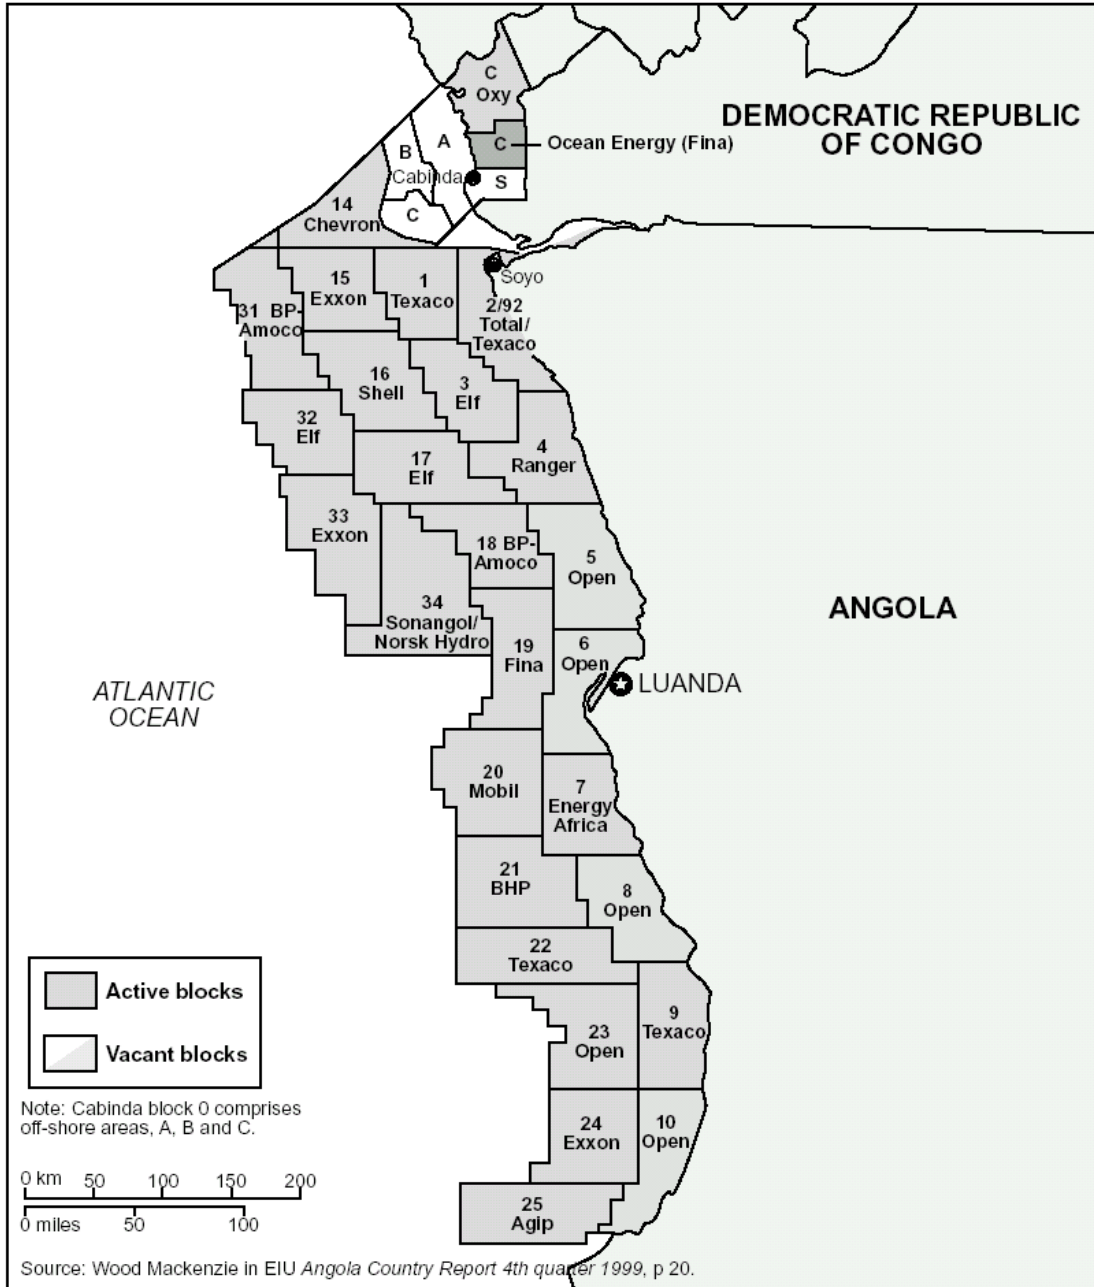 C
Oxy
DEMOCRATIC REPUBLIC
OF CONGO
C
Ocean Energy (Fina)
A
B
Cabinda
S
C
14
Chevron
Soyo
15
Exxon
1
Texaco
2/92
Total/
Texaco
31 BP-
Amoco
16
Shell
3
Elf
32
Elf
4
Ranger
17
Elf
33
Exxon
18 BP-
Amoco
5
Open
34
Sonangol/
Norsk Hydro
ANGOLA
19
Fina
6
Open
LUANDA
ATLANTIC
OCEAN
20
Mobil
7
Energy
Africa
21
BHP
8
Open
22
Texaco
9
Texaco
23
Open
24
Exxon
10
Open
25
Agip
Active blocks
Vacant blocks
Note: Cabinda block 0 comprises
off-shore areas, A, B and C.
0 km 50 100 150 200
0 miles 50 100
Source: Wood Mackenzie in EIU Angola Country Report 4th quarter 1999, p 20.